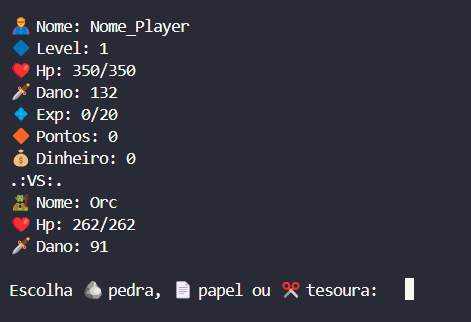 Nome: Nome_Player
Level: 1
Hp: 350/350
Dano: 132
Exp: 0/20
Pontos: 0
Dinheiro: 0
.:VS:.
Nome: Orc
Hp: 262/262
Dano: 91
Escolha pedra, papel ou tesoura: